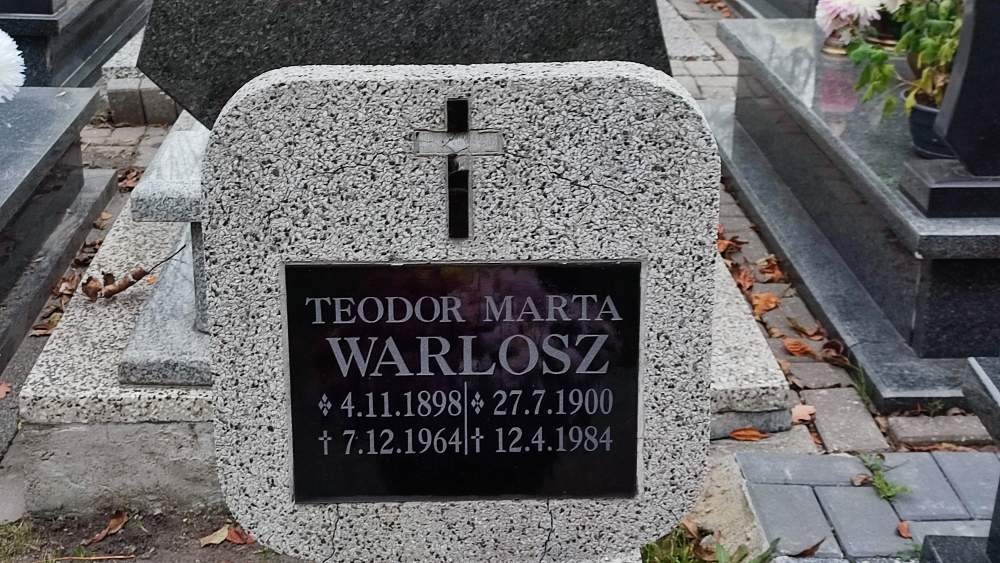 TEODOR MARTA
WARLOSZ
4.11.1898 27.7.1900
† 7.12.1964 † 12.4.1984